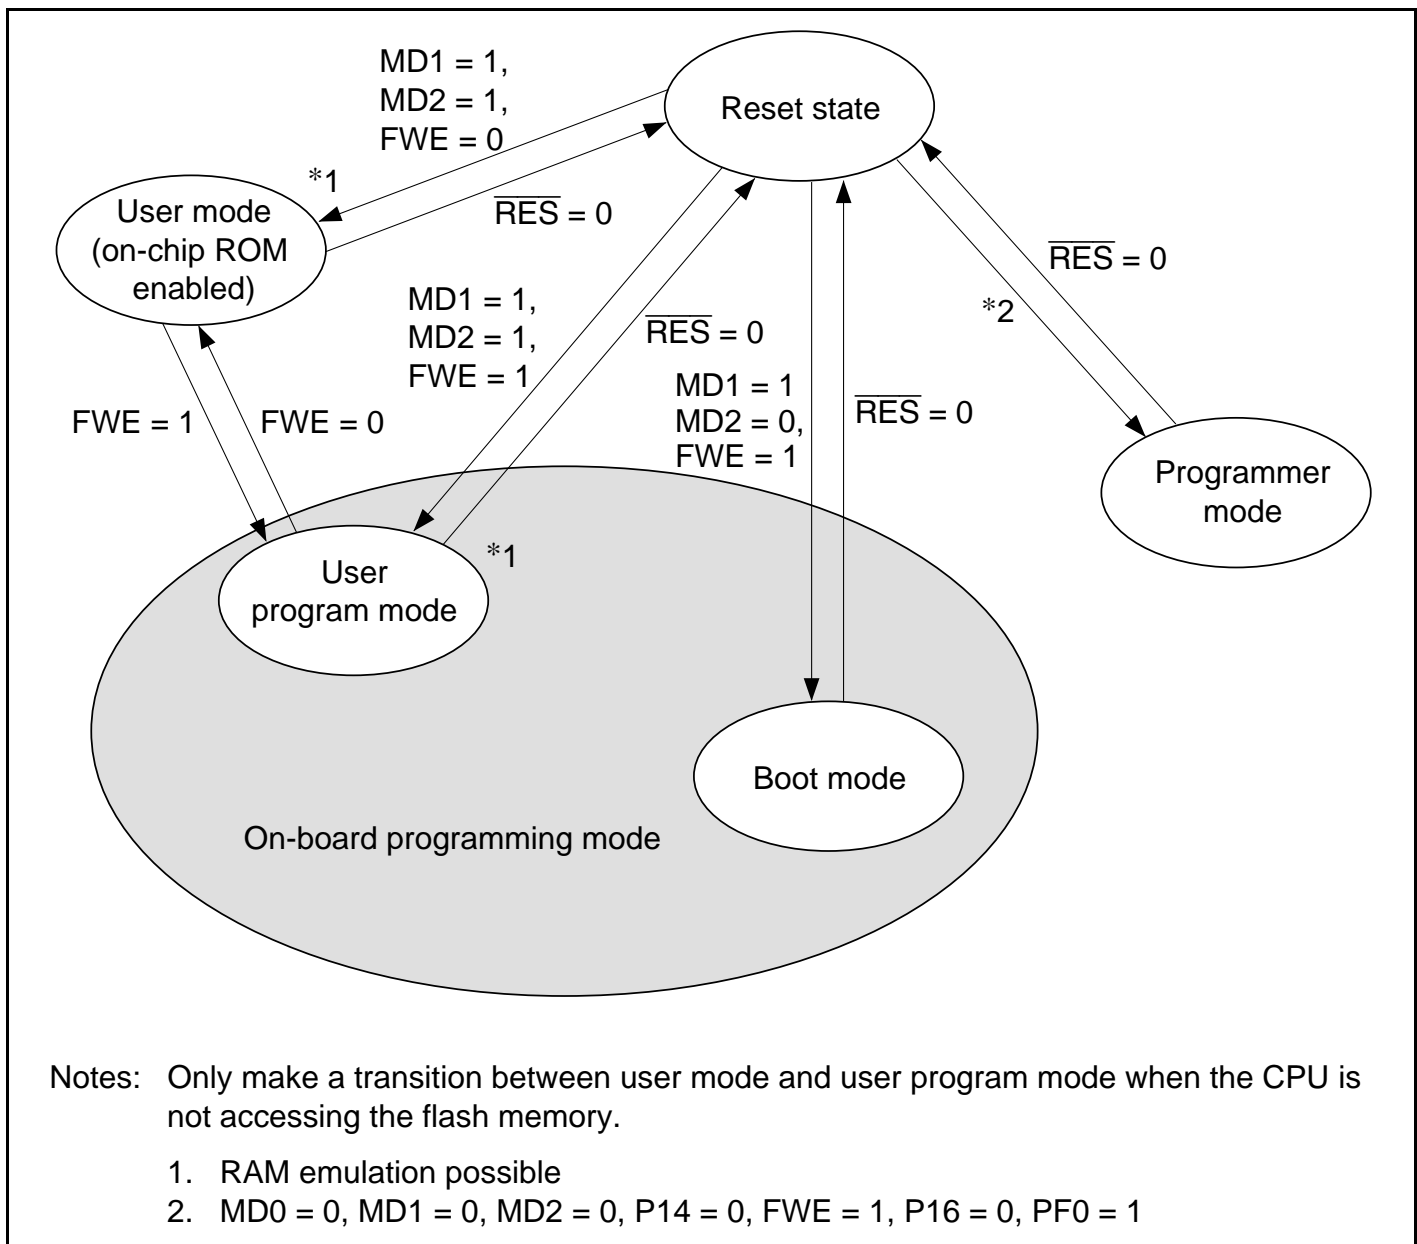 MD1 = 1,
MD2 = 1,
FWE = 0
Reset state
*1
User mode
(on-chip ROM
enabled)
RES = 0
MD1 = 1,
MD2 = 1,
FWE = 1
RES = 0
RES = 0
*2
MD1 = 1
MD2 = 0,
FWE = 1
RES = 0
FWE = 1
FWE = 0
Programmer
mode
*1
User
program mode
Boot mode
On-board programming mode
Notes: Only make a transition between user mode and user program mode when the CPU is
not accessing the flash memory.
1. RAM emulation possible
2. MD0 = 0, MD1 = 0, MD2 = 0, P14 = 0, FWE = 1, P16 = 0, PF0 = 1